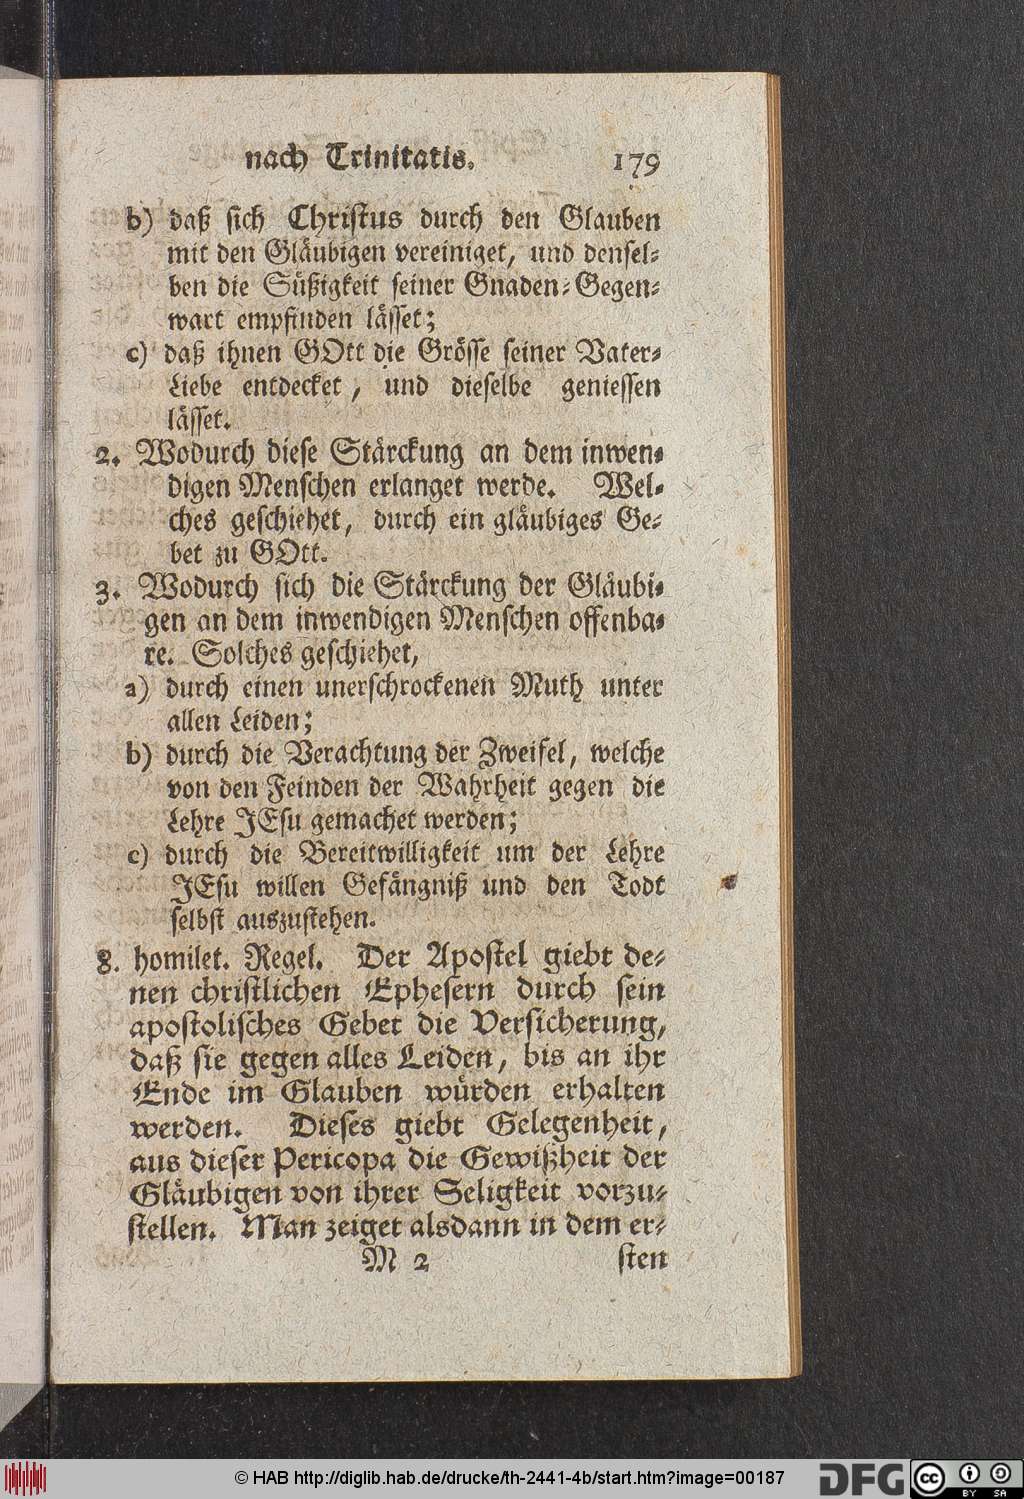 nach Trinitatis. 179
b) daß sich Christus durch den Glauben
mit den Gläubigen vereiniget, und densel-
ben die Süßigkeit seiner Gnaden-Gegen-
wart empfinden lässet;
c) daß ihnen GOtt die Grösse seiner Vater-
Liebe entdecket, und dieselbe geniessen
lässet.
2. Wodurch diese Stärckung an dem inwen-
digen Menschen erlanget werde. Wel-
ches geschiehet, durch ein gläubiges Ge-
bet zu GOtt.
3. Wodurch sich die Stärckung der Gläubi-
gen an dem inwendigen Menschen offenba-
re. Solches geschiehet,
a) durch einen unerschrockenen Muth unter
allen Leiden;
b) durch die Verachtung der Zweifel, welche
von den Feinden der Wahrheit gegen die
Lehre JEsu gemachet werden;
c) durch die Bereitwilligkeit um der Lehre
JEsu willen Gefängniß und den Todt
selbst auszustehen.
8. homilet. Regel. Der Apostel giebt de-
nen christlichen Ephesern durch sein
apostolisches Gebet die Versicherung,
daß sie gegen alles Leiden, bis an ihr
Ende im Glauben würden erhalten
werden. Dieses giebt Gelegenheit,
aus dieser Pericopa die Gewißheit der
Gläubigen von ihrer Seligkeit vorzu-
stellen. Man zeiget alsdann in dem er-
M 2 sten
© HAB http://diglib.hab.de/drucke/th-2441-4b/start.htm?image=00187
DFG cc BY SA